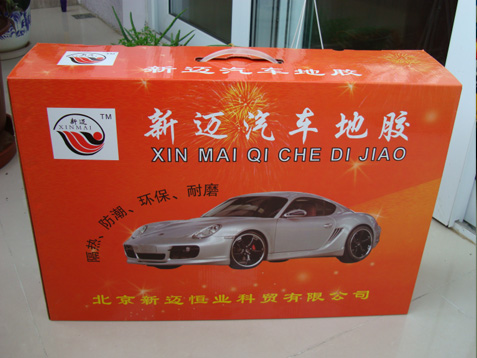 新迈汽车地胶
新迈
XINMAI
TM
新迈汽车地胶
XIN MAI QI CHE DI JIAO
隔热、防潮、环保、耐磨
北京新迈恒业科贸有限公司